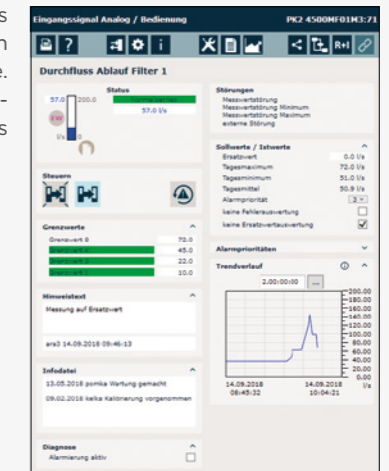 Eingangssignal Analog / Bedienung
PK2 4500MF01M3:71
?
i
R+I
Durchfluss Ablauf Filter 1
Status
57.0
200.0
57.0 l/s
EW
l/s
0
Steuern
Grenzwerte
72.0
45.0
22.0
10.0
Hinweistext
Messung auf Ersatzwert
ara3 14.09.2018 09:46:13
Infodatei
13.05.2018 pomka Wartung gemacht
09.02.2018 kelka Kalibrierung vorgenommen
Diagnose
Alarmierung aktiv
Störungen
Messwertstörung
Messwertstörung Minimum
Messwertstörung Maximum
externe Störung
Sollwerte / Istwerte
Ersatzwert 0.0 l/s
Tagesmaximum 72.0 l/s
Tagesminimum 51.0 l/s
Tagesmittel 50.9 l/s
Alarmpriorität 3
keine Fehlerauswertung
keine Ersatzwertauswertung
Alarmprioritäten
Trendverlauf
2.00:00:00 ...
200.00
180.00
160.00
140.00
120.00
100.00
80.00
60.00
40.00
20.00
0.00
14.09.2018
08:45:32
14.09.2018
10:04:21
l/s